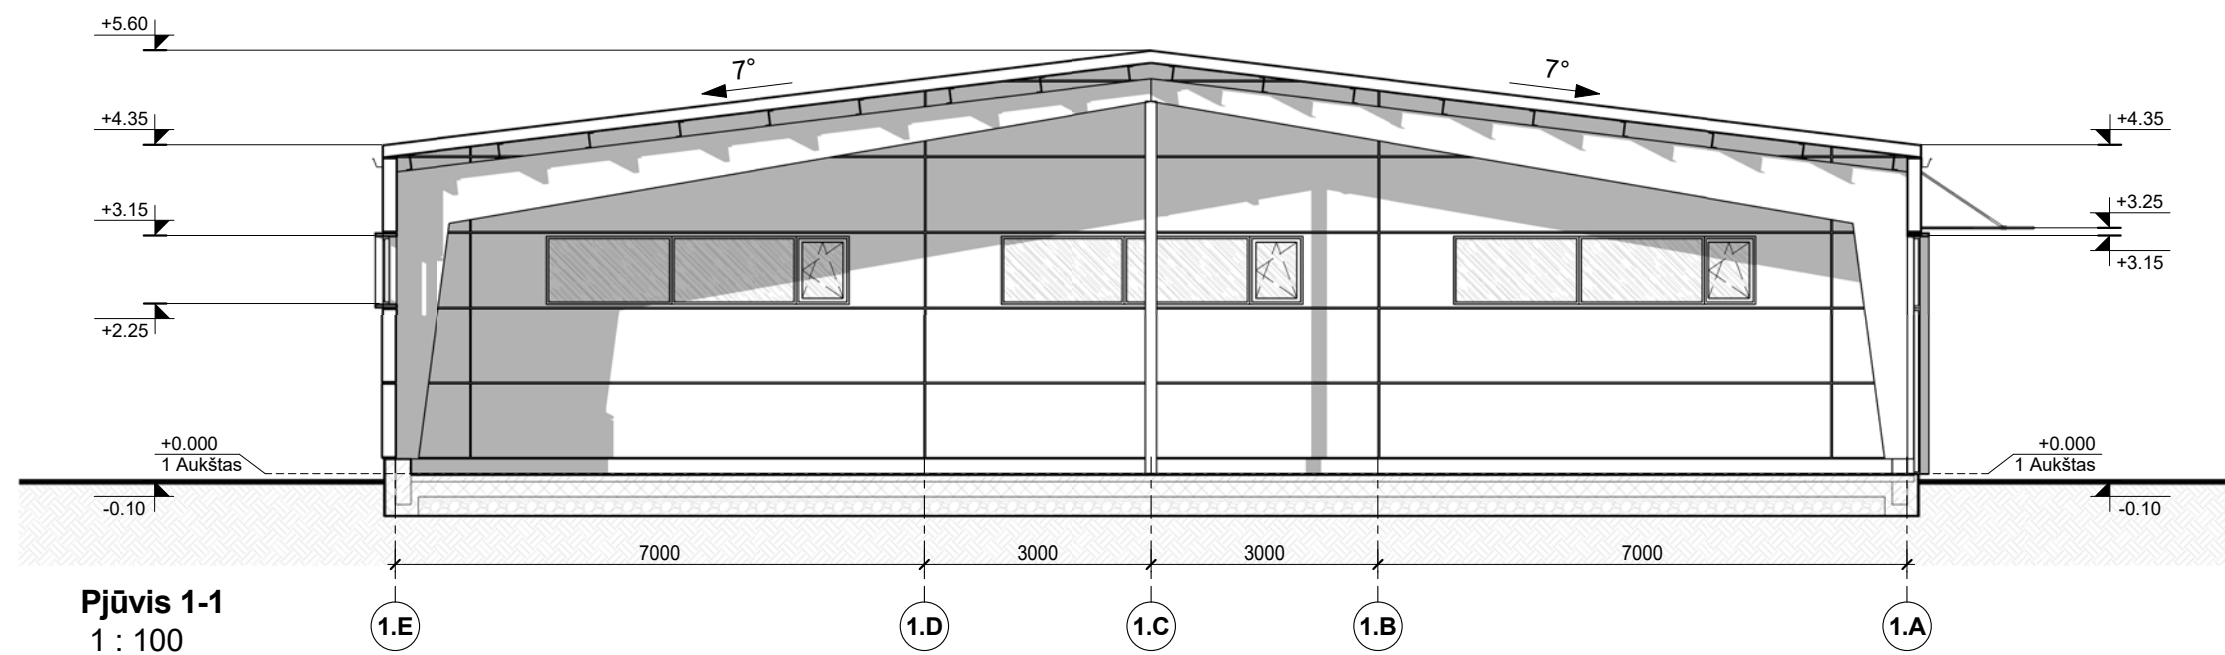 +5.60
7°
7°
+4.35
+4.35
+3.15
+3.25
+3.15
+2.25
+0.000
1 Aukštas
+0.000
1 Aukštas
-0.10
-0.10
7000
3000
3000
7000
Pjūvis 1-1
1 : 100
1.E
1.D
1.C
1.B
1.A